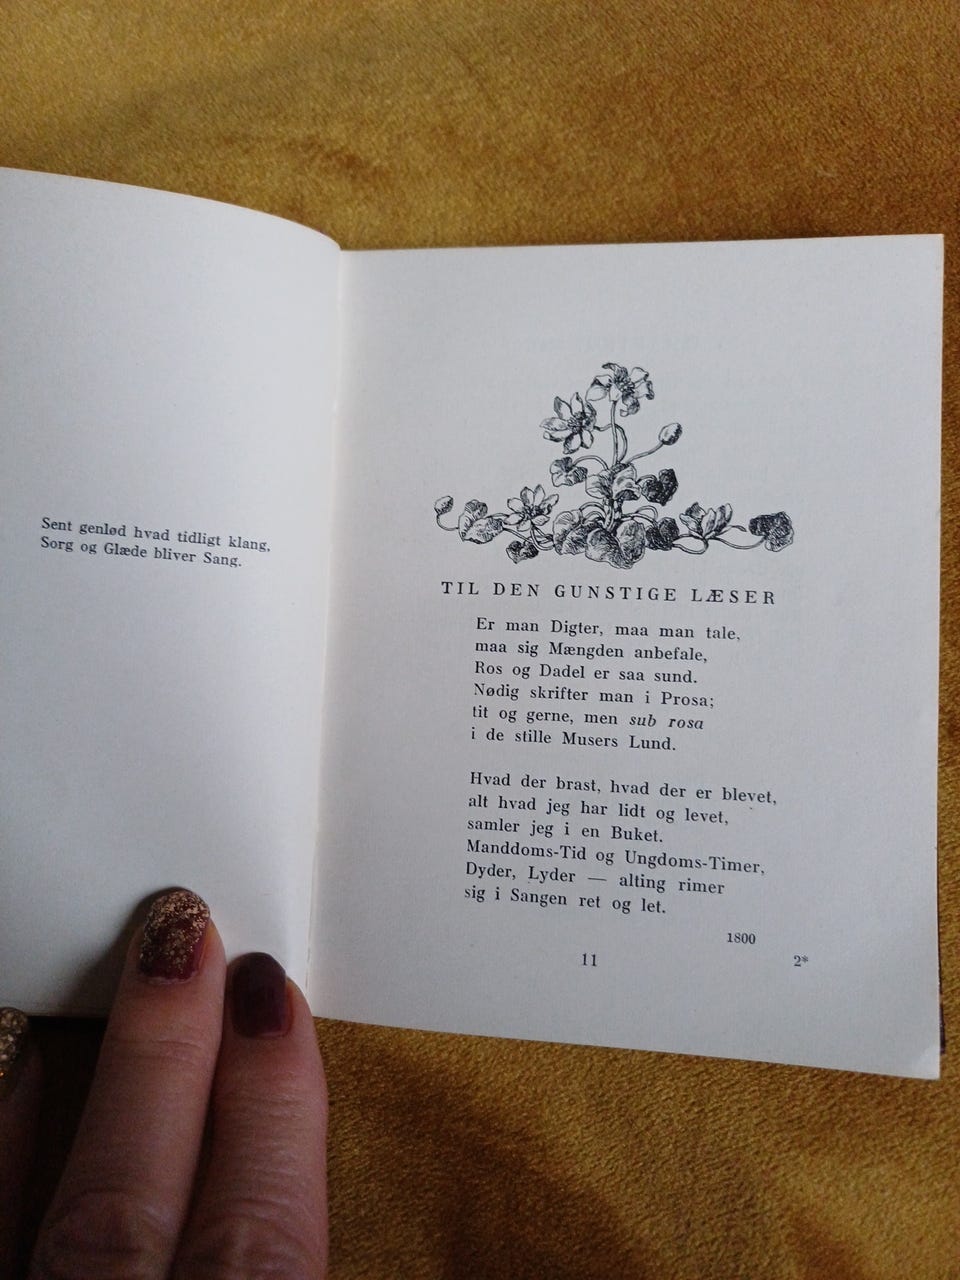 Sent genlød hvad tidligt klang,
Sorg og Glæde bliver Sang.
TIL DEN GUNSTIGE LÆSER
Er man Digter, maa man tale,
maa sig Mængden anbefale,
Ros og Dadel er saa sund.
Nødig skrifter man i Prosa;
tit og gerne, men sub rosa
i de stille Musers Lund.
Hvad der brast, hvad der er blevet,
alt hvad jeg har lidt og levet,
samler jeg i en Buket.
Manddoms-Tid og Ungdoms-Timer,
Dyder, Lyder — alting rimer
sig i Sangen ret og let.
1800
11 2*